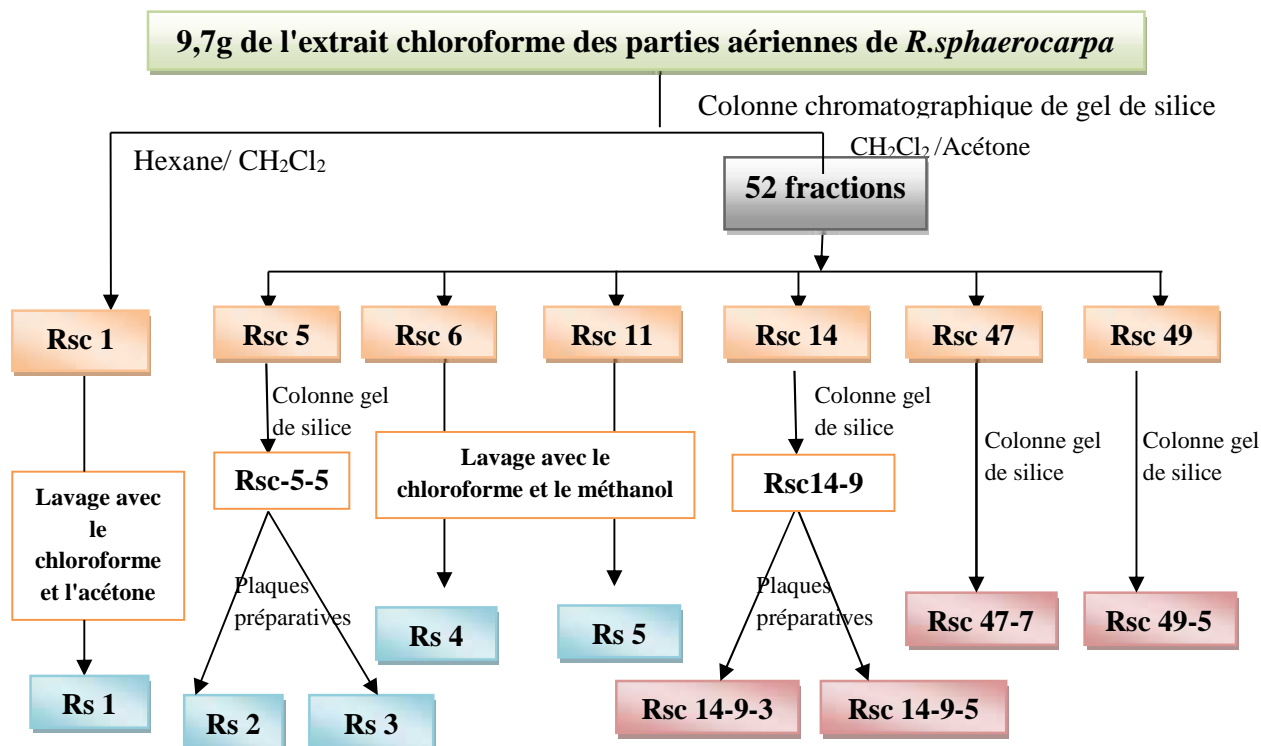 9,7g de l'extrait chloroforme des parties aériennes de R.sphaerocarpa
Colonne chromatographique de gel de silice
Hexane/ CH₂Cl₂
CH₂Cl₂ /Acétone
52 fractions
Rsc 1
Rsc 5
Rsc 6
Rsc 11
Rsc 14
Rsc 47
Rsc 49
Colonne gel
de silice
Colonne gel
de silice
Colonne gel
de silice
Colonne gel
de silice
Lavage avec
le
chloroforme
et l'acétone
Rsc-5-5
Lavage avec le
chloroforme et le méthanol
Rsc14-9
Plaques
préparatives
Plaques
préparatives
Rs 4
Rs 5
Rsc 47-7
Rsc 49-5
Rs 1
Rs 2
Rs 3
Rsc 14-9-3
Rsc 14-9-5